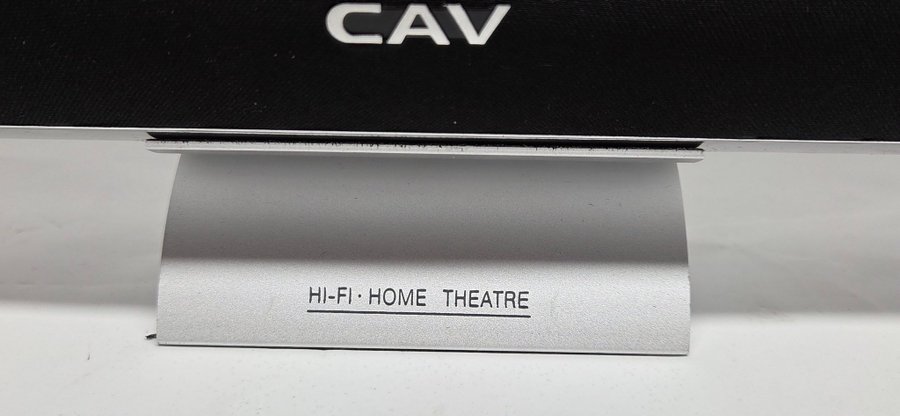 CAV
HI-FI · HOME THEATRE